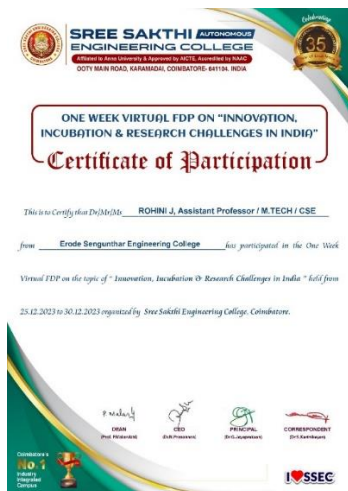 SREE SAKTHI AUTONOMOUS
ENGINEERING COLLEGE
Affiliated to Anna University & Approved by AICTE, Accredited by NAAC
OOTY MAIN ROAD, KARAMADAI, COIMBATORE- 641104. INDIA
Celebrating
35
ONE WEEK VIRTUAL FDP ON “INNOVATION,
INCUBATION & RESEARCH CHALLENGES IN INDIA”
Certificate of Participation
This is to Certify that Dr/Mr/Ms ROHINI J, Assistant Professor / M.TECH / CSE
from Erode Sengunthar Engineering College has participated in the One Week
Virtual FDP on the topic of " Innovation, Incubation & Research Challenges in India " held from
25.12.2023 to 30.12.2023 organized by Sree Sakthi Engineering College, Coimbatore.
DEAN CEO PRINCIPAL CORRESPONDENT
Coimbatore's
No.1
Industry
Integrated
Campus
I ❤ SSEC